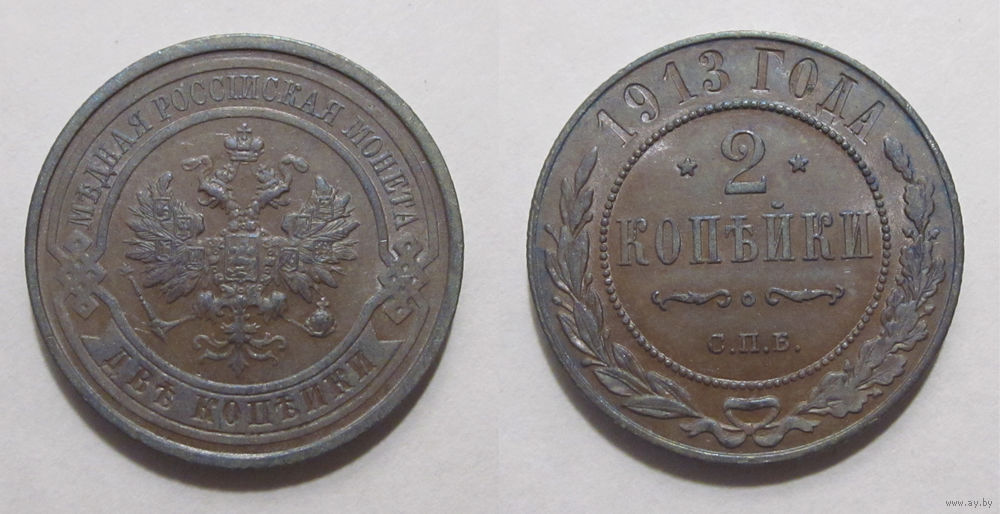 МѢДНАЯ РОССІЙСКАЯ МОНЕТА
ДВѢ КОПѢЙКИ
1913 ГОДА
2
КОПѢЙКИ
С.П.Б.
www.ay.by